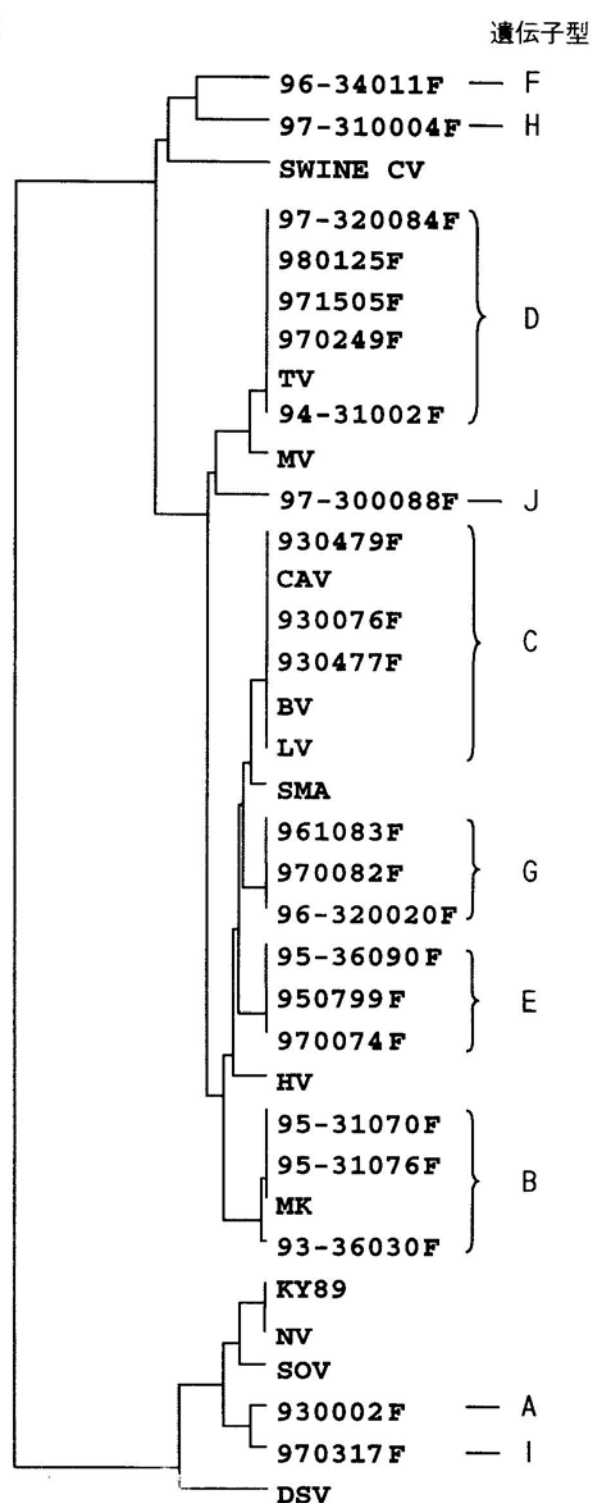 遺伝子型
96-34011F F
97-310004F H
SWINE CV
97-320084F
980125F
971505F
D
970249F
TV
94-31002F
MV
97-300088F J
930479F
CAV
930076F
C
930477F
BV
LV
SMA
961083F
970082F G
96-320020F
95-36090F
950799F E
970074F
HV
95-31070F
95-31076F
B
MK
93-36030F
KY89
NV
SOV
930002F A
970317F I
DSV